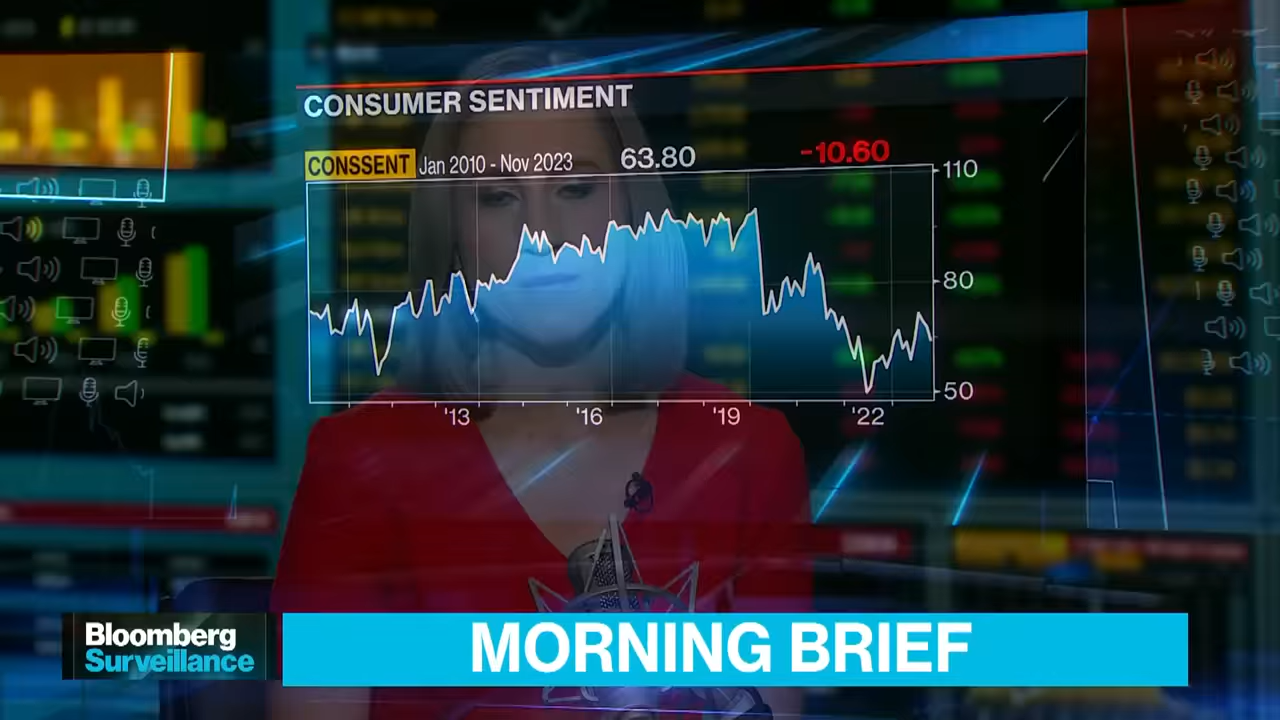 CONSUMER SENTIMENT
CONSSENT Jan 2010 - Nov 2023 63.80 -10.60
110
80
50
'13 '16 '19 '22
Bloomberg
Surveillance
MORNING BRIEF